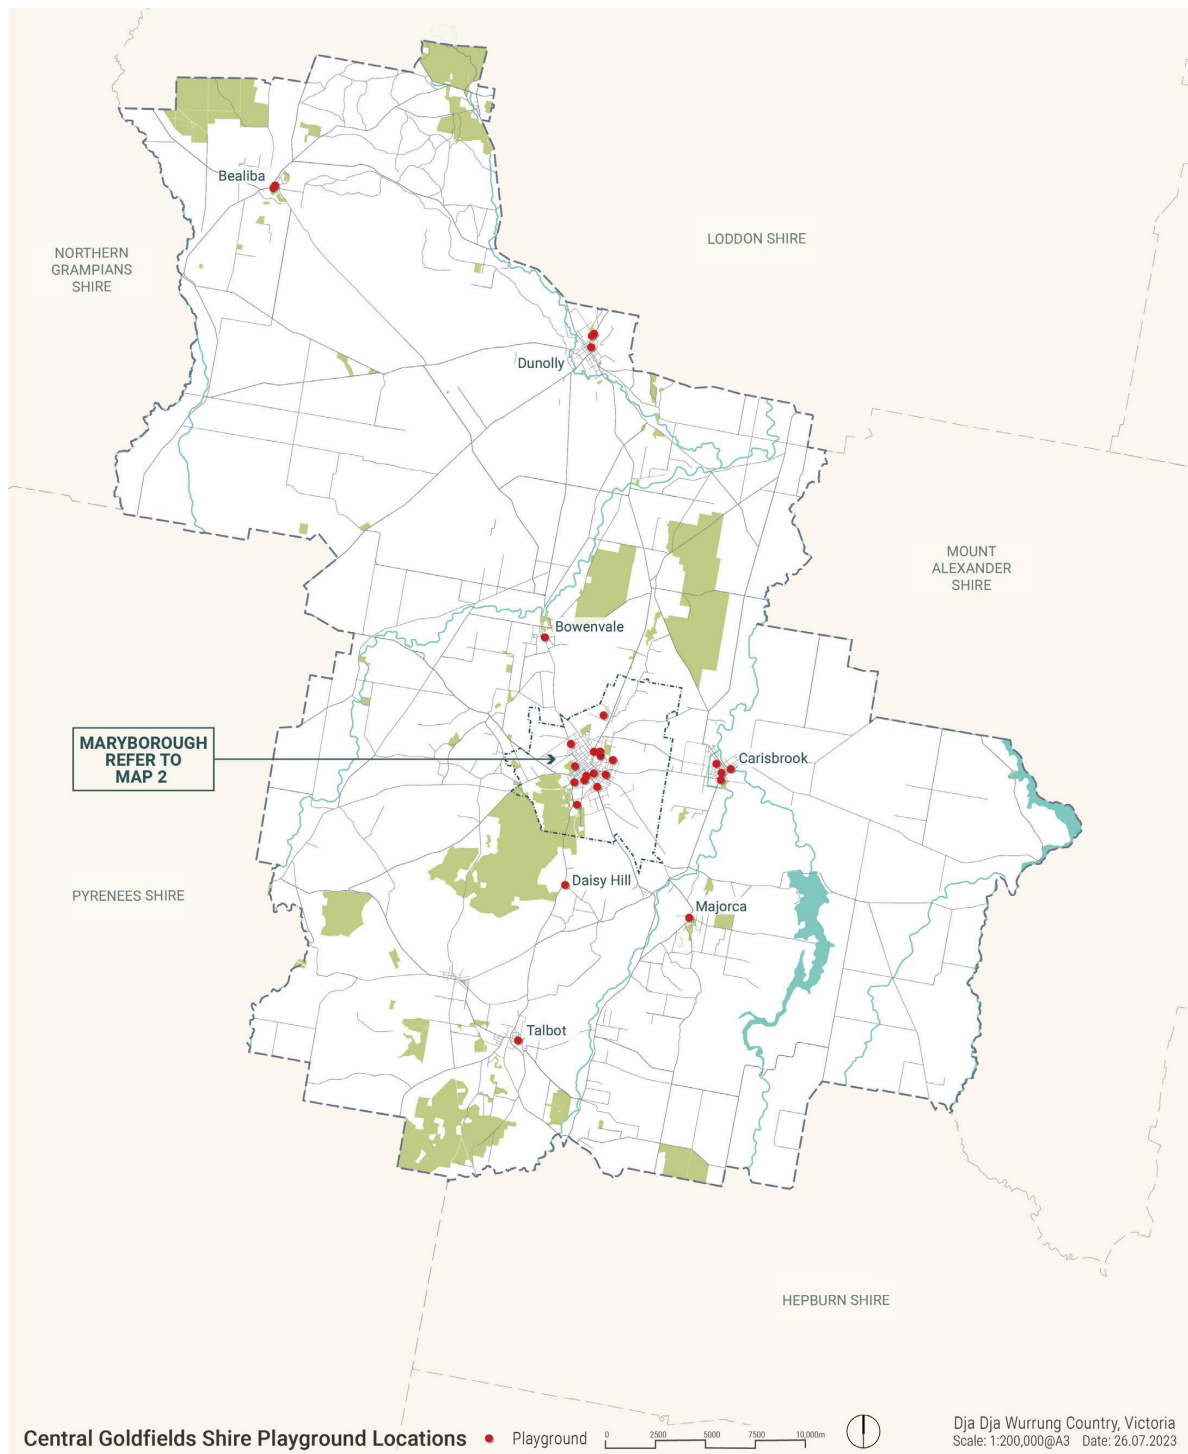 Bealiba
NORTHERN
GRAMPIANS
SHIRE
LODDON SHIRE
Dunolly
MOUNT
ALEXANDER
SHIRE
Bowenvale
MARYBOROUGH
REFER TO
MAP 2
Carisbrook
Daisy Hill
PYRENEES SHIRE
Majorca
Talbot
HEPBURN SHIRE
Central Goldfields Shire Playground Locations
Playground
0 2500 5000 7500 10,000m
Dja Dja Wurrung Country, Victoria
Scale: 1:200,000@A3 Date: 26.07.2023